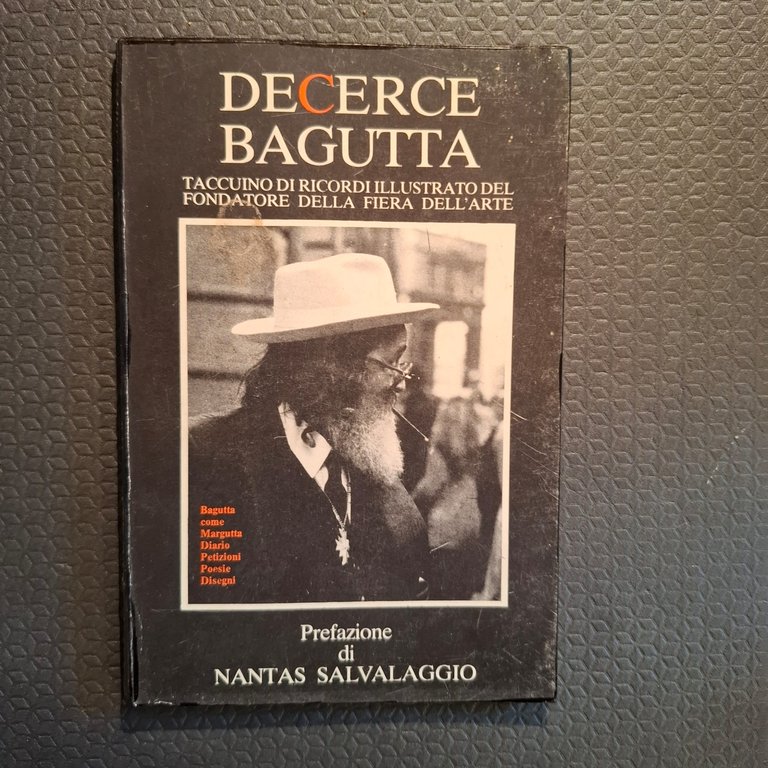 DECERCE
BAGUTTA
TACCUINO DI RICORDI ILLUSTRATO DEL
FONDATORE DELLA FIERA DELL'ARTE
Bagutta
come
Margutta
Diario
Petizioni
Poesie
Disegni
Prefazione
di
NANTAS SALVALAGGIO